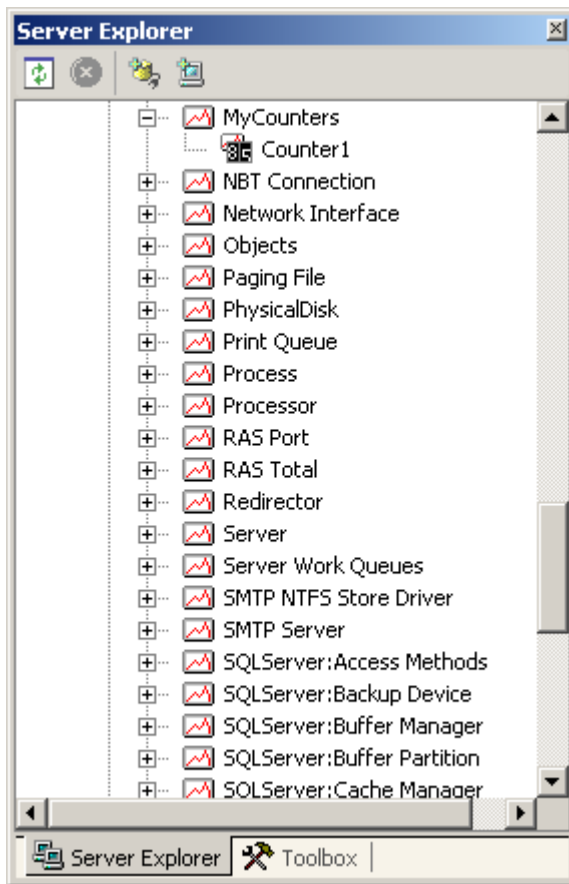 Server Explorer
MyCounters
Counter1
NBT Connection
Network Interface
Objects
Paging File
PhysicalDisk
Print Queue
Process
Processor
RAS Port
RAS Total
Redirector
Server
Server Work Queues
SMTP NTFS Store Driver
SMTP Server
SQLServer:Access Methods
SQLServer:Backup Device
SQLServer:Buffer Manager
SQLServer:Buffer Partition
SQLServer:Cache Manager
Server Explorer Toolbox